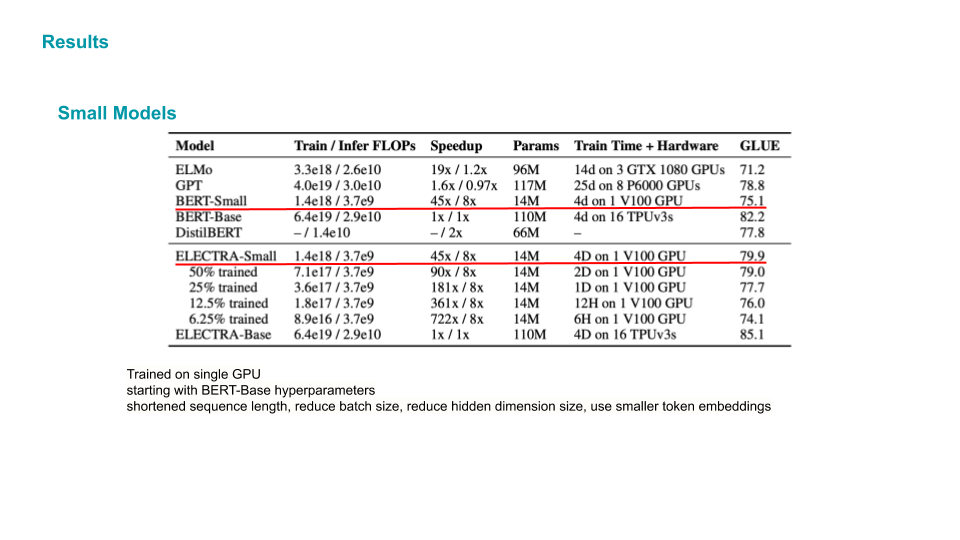 Results
Small Models
Model Train / Infer FLOPs Speedup Params Train Time + Hardware GLUE
ELMo 3.3e18 / 2.6e10 19x / 1.2x 96M 14d on 3 GTX 1080 GPUs 71.2
GPT 4.0e19 / 3.0e10 1.6x / 0.97x 117M 25d on 8 P6000 GPUs 78.8
BERT-Small 1.4e18 / 3.7e9 45x / 8x 14M 4d on 1 V100 GPU 75.1
BERT-Base 6.4e19 / 2.9e10 1x / 1x 110M 4d on 16 TPUv3s 82.2
DistilBERT – / 1.4e10 – / 2x 66M – 77.8
ELECTRA-Small 1.4e18 / 3.7e9 45x / 8x 14M 4D on 1 V100 GPU 79.9
50% trained 7.1e17 / 3.7e9 90x / 8x 14M 2D on 1 V100 GPU 79.0
25% trained 3.6e17 / 3.7e9 181x / 8x 14M 1D on 1 V100 GPU 77.7
12.5% trained 1.8e17 / 3.7e9 361x / 8x 14M 12H on 1 V100 GPU 76.0
6.25% trained 8.9e16 / 3.7e9 722x / 8x 14M 6H on 1 V100 GPU 74.1
ELECTRA-Base 6.4e19 / 2.9e10 1x / 1x 110M 4D on 16 TPUv3s 85.1
Trained on single GPU
starting with BERT-Base hyperparameters
shortened sequence length, reduce batch size, reduce hidden dimension size, use smaller token embeddings